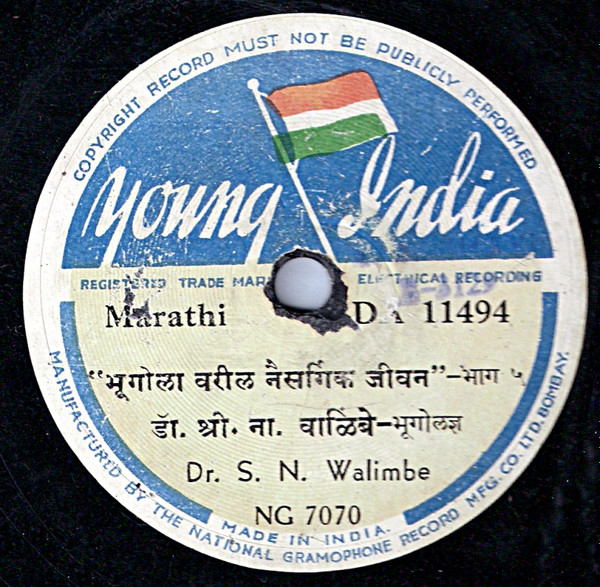 COPYRIGHT RECORD MUST NOT BE PUBLICLY PERFORMED
Young India
REGISTERED TRADE MAR ELECTRICAL RECORDING
Marathi DA 11494
"भूगोला वरील नैसर्गिक जीवन"-भाग ५
डॉ. श्री. ना. वाळिंबे-भूगोलज्ञ
Dr. S. N. Walimbe
NG 7070
MADE IN INDIA.
MANUFACTURED BY THE NATIONAL GRAMOPHONE RECORD MFG. CO. LTD. BOMBAY.